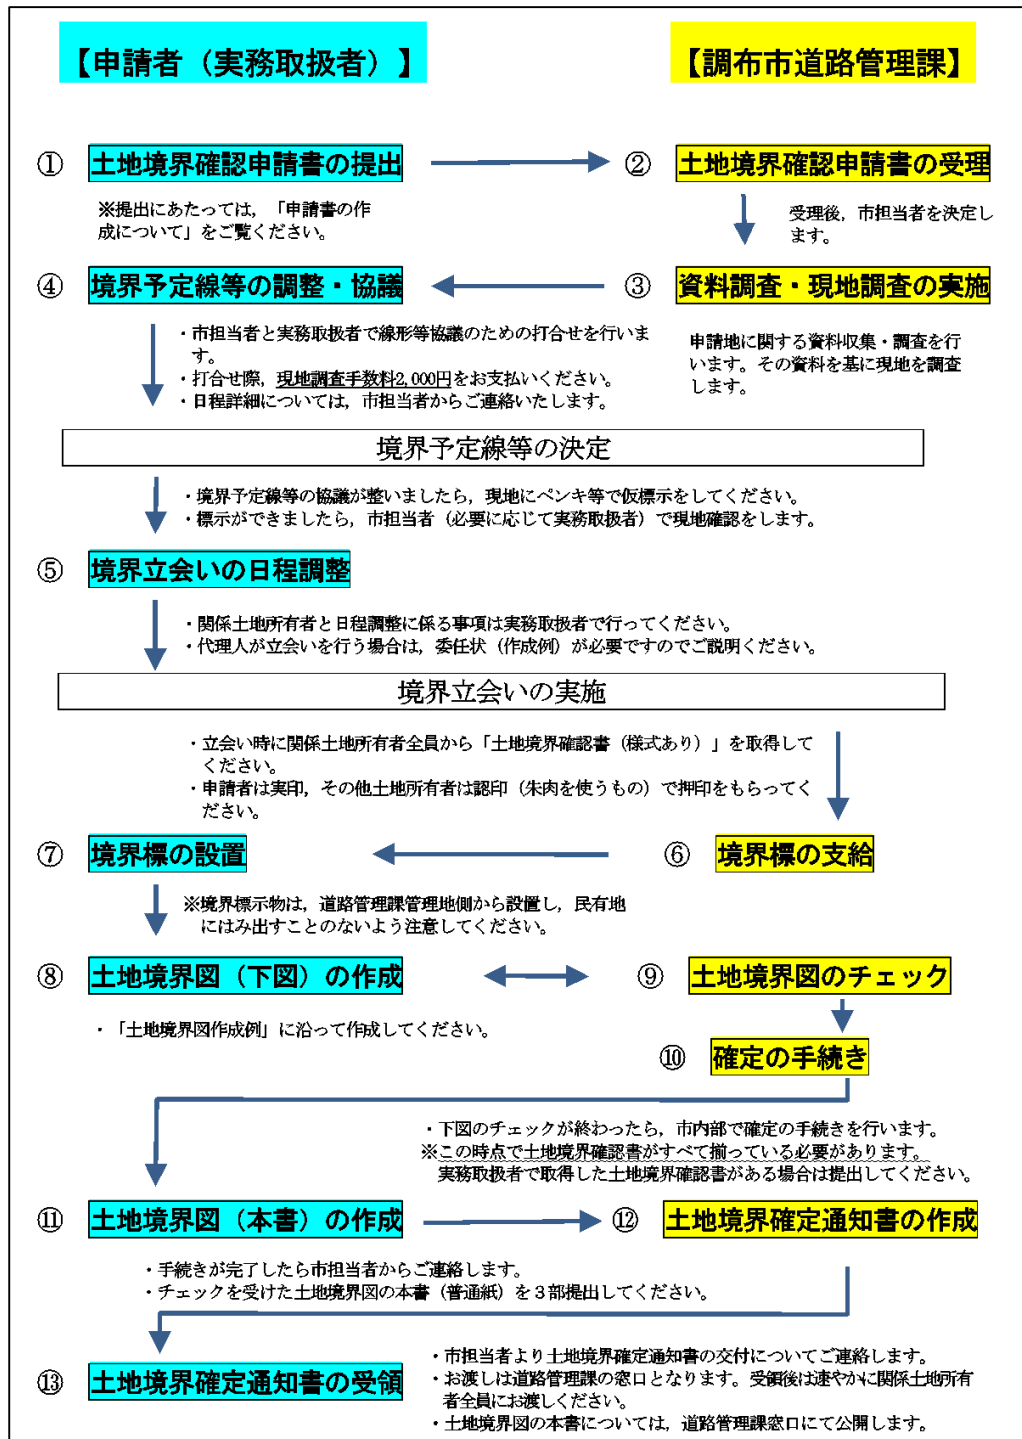 【申請者（実務取扱者）】
【調布市道路管理課】
① 土地境界確認申請書の提出
② 土地境界確認申請書の受理
※提出にあたっては，「申請書の作
成について」をご覧ください。
受理後，市担当者を決定し
ます。
④ 境界予定線等の調整・協議
③ 資料調査・現地調査の実施
・市担当者と実務取扱者で線形等協議のための打合せを行いま
す。
・打合せ際，現地調査手数料2,000円をお支払いください。
・日程詳細については，市担当者からご連絡いたします。
申請地に関する資料収集・調査を行
います。その資料を基に現地を調査
します。
境界予定線等の決定
・境界予定線等の協議が整いましたら，現地にペンキ等で仮標示をしてください。
・標示ができましたら，市担当者（必要に応じて実務取扱者）で現地確認をします。
⑤ 境界立会いの日程調整
・関係土地所有者と日程調整に係る事項は実務取扱者で行ってください。
・代理人が立会いを行う場合は，委任状（作成例）が必要ですのでご説明ください。
境界立会いの実施
・立会い時に関係土地所有者全員から「土地境界確認書（様式あり）」を取得して
ください。
・申請者は実印，その他土地所有者は認印（朱肉を使うもの）で押印をもらってく
ださい。
⑦ 境界標の設置
⑥ 境界標の支給
※境界標示物は，道路管理課管理地側から設置し，民有地
にはみ出すことのないよう注意してください。
⑧ 土地境界図（下図）の作成
⑨ 土地境界図のチェック
・「土地境界図作成例」に沿って作成してください。
⑩ 確定の手続き
・下図のチェックが終わったら，市内部で確定の手続きを行います。
※この時点で土地境界確認書がすべて揃っている必要があります。
実務取扱者で取得した土地境界確認書がある場合は提出してください。
⑪ 土地境界図（本書）の作成
⑫ 土地境界確定通知書の作成
・手続きが完了したら市担当者からご連絡します。
・チェックを受けた土地境界図の本書（普通紙）を３部提出してください。
⑬ 土地境界確定通知書の受領
・市担当者より土地境界確定通知書の交付についてご連絡します。
・お渡しは道路管理課の窓口となります。受領後は速やかに関係土地所有
者全員にお渡しください。
・土地境界図の本書については，道路管理課窓口にて公開します。